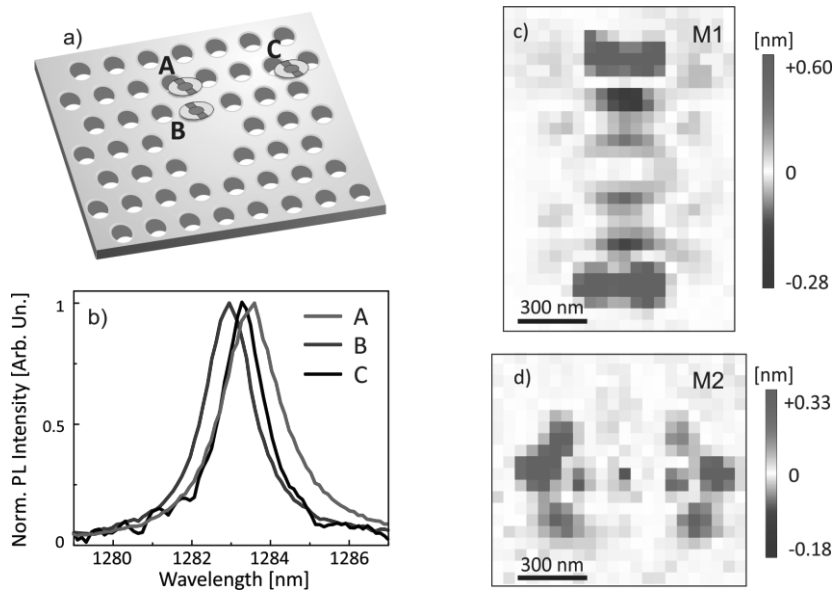 a)
A
B
C
b)
Norm. PL Intensity [Arb. Un.]
1
0.5
0
1280 1282 1284 1286
Wavelength [nm]
A
B
C
c) M1
300 nm
[nm]
+0.60
0
-0.28
d) M2
300 nm
[nm]
+0.33
0
-0.18